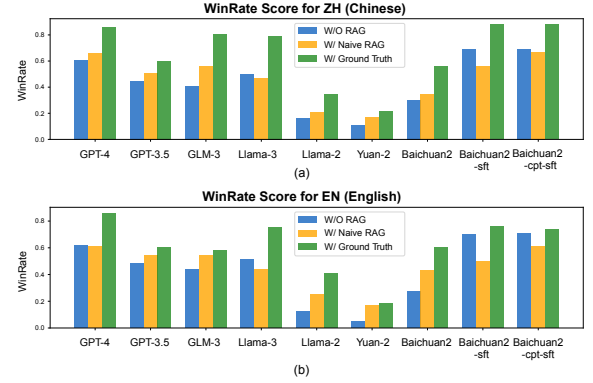 WinRate Score for ZH (Chinese)
WinRate
0.8
0.6
0.4
0.2
0.0
W/O RAG
W/ Naive RAG
W/ Ground Truth
GPT-4 GPT-3.5 GLM-3 Llama-3 Llama-2 Yuan-2 Baichuan2 Baichuan2 Baichuan2
-sft -cpt-sft
(a)
WinRate Score for EN (English)
WinRate
0.8
0.6
0.4
0.2
0.0
W/O RAG
W/ Naive RAG
W/ Ground Truth
GPT-4 GPT-3.5 GLM-3 Llama-3 Llama-2 Yuan-2 Baichuan2 Baichuan2 Baichuan2
-sft -cpt-sft
(b)